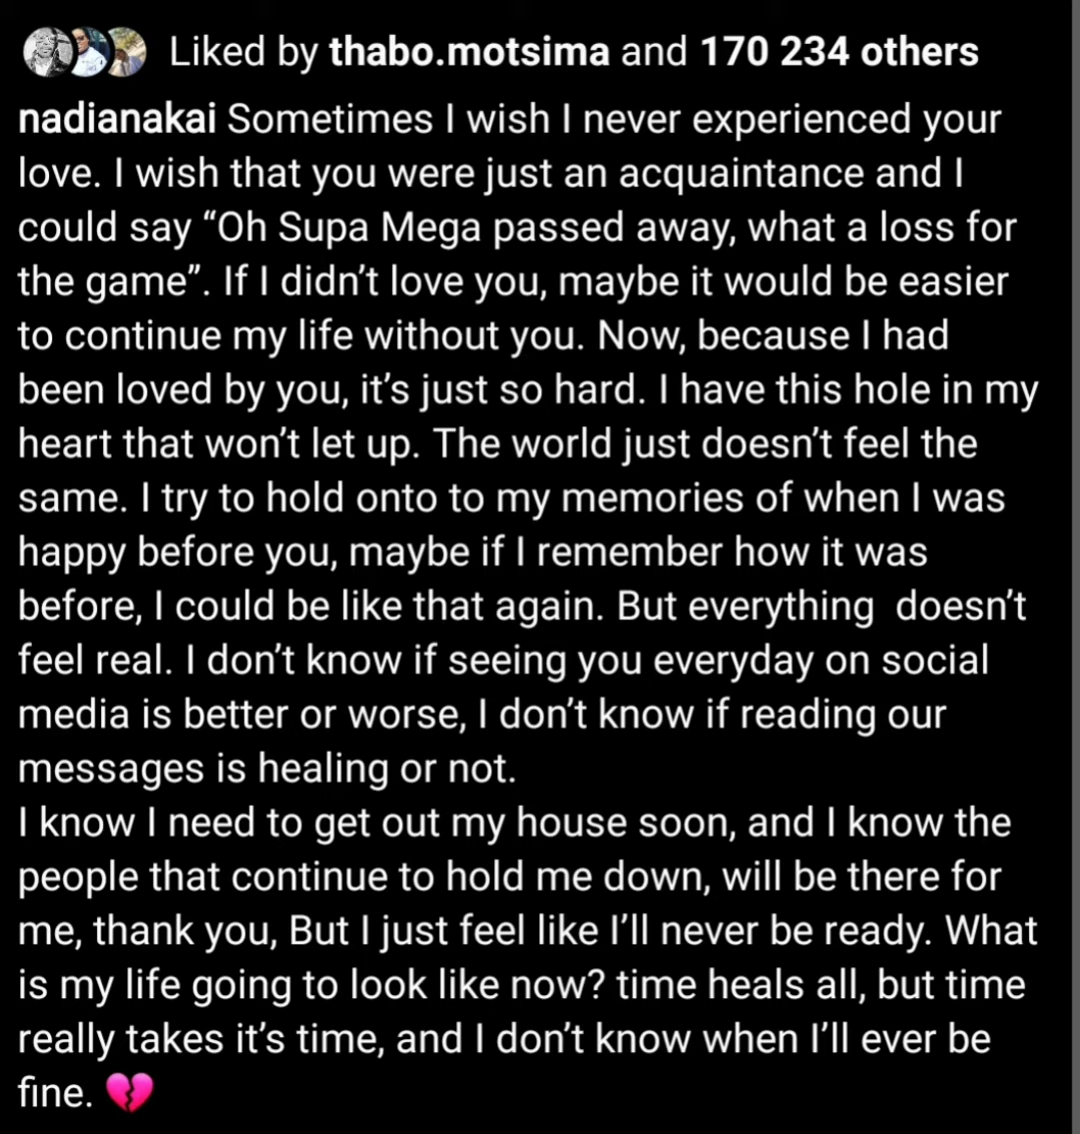 Liked by thabo.motsima and 170 234 others
nadianakai Sometimes I wish I never experienced your
love. I wish that you were just an acquaintance and I
could say “Oh Supa Mega passed away, what a loss for
the game”. If I didn’t love you, maybe it would be easier
to continue my life without you. Now, because I had
been loved by you, it’s just so hard. I have this hole in my
heart that won’t let up. The world just doesn’t feel the
same. I try to hold onto to my memories of when I was
happy before you, maybe if I remember how it was
before, I could be like that again. But everything  doesn’t
feel real. I don’t know if seeing you everyday on social
media is better or worse, I don’t know if reading our
messages is healing or not.
I know I need to get out my house soon, and I know the
people that continue to hold me down, will be there for
me, thank you, But I just feel like I’ll never be ready. What
is my life going to look like now? time heals all, but time
really takes it’s time, and I don’t know when I’ll ever be
fine. 💔